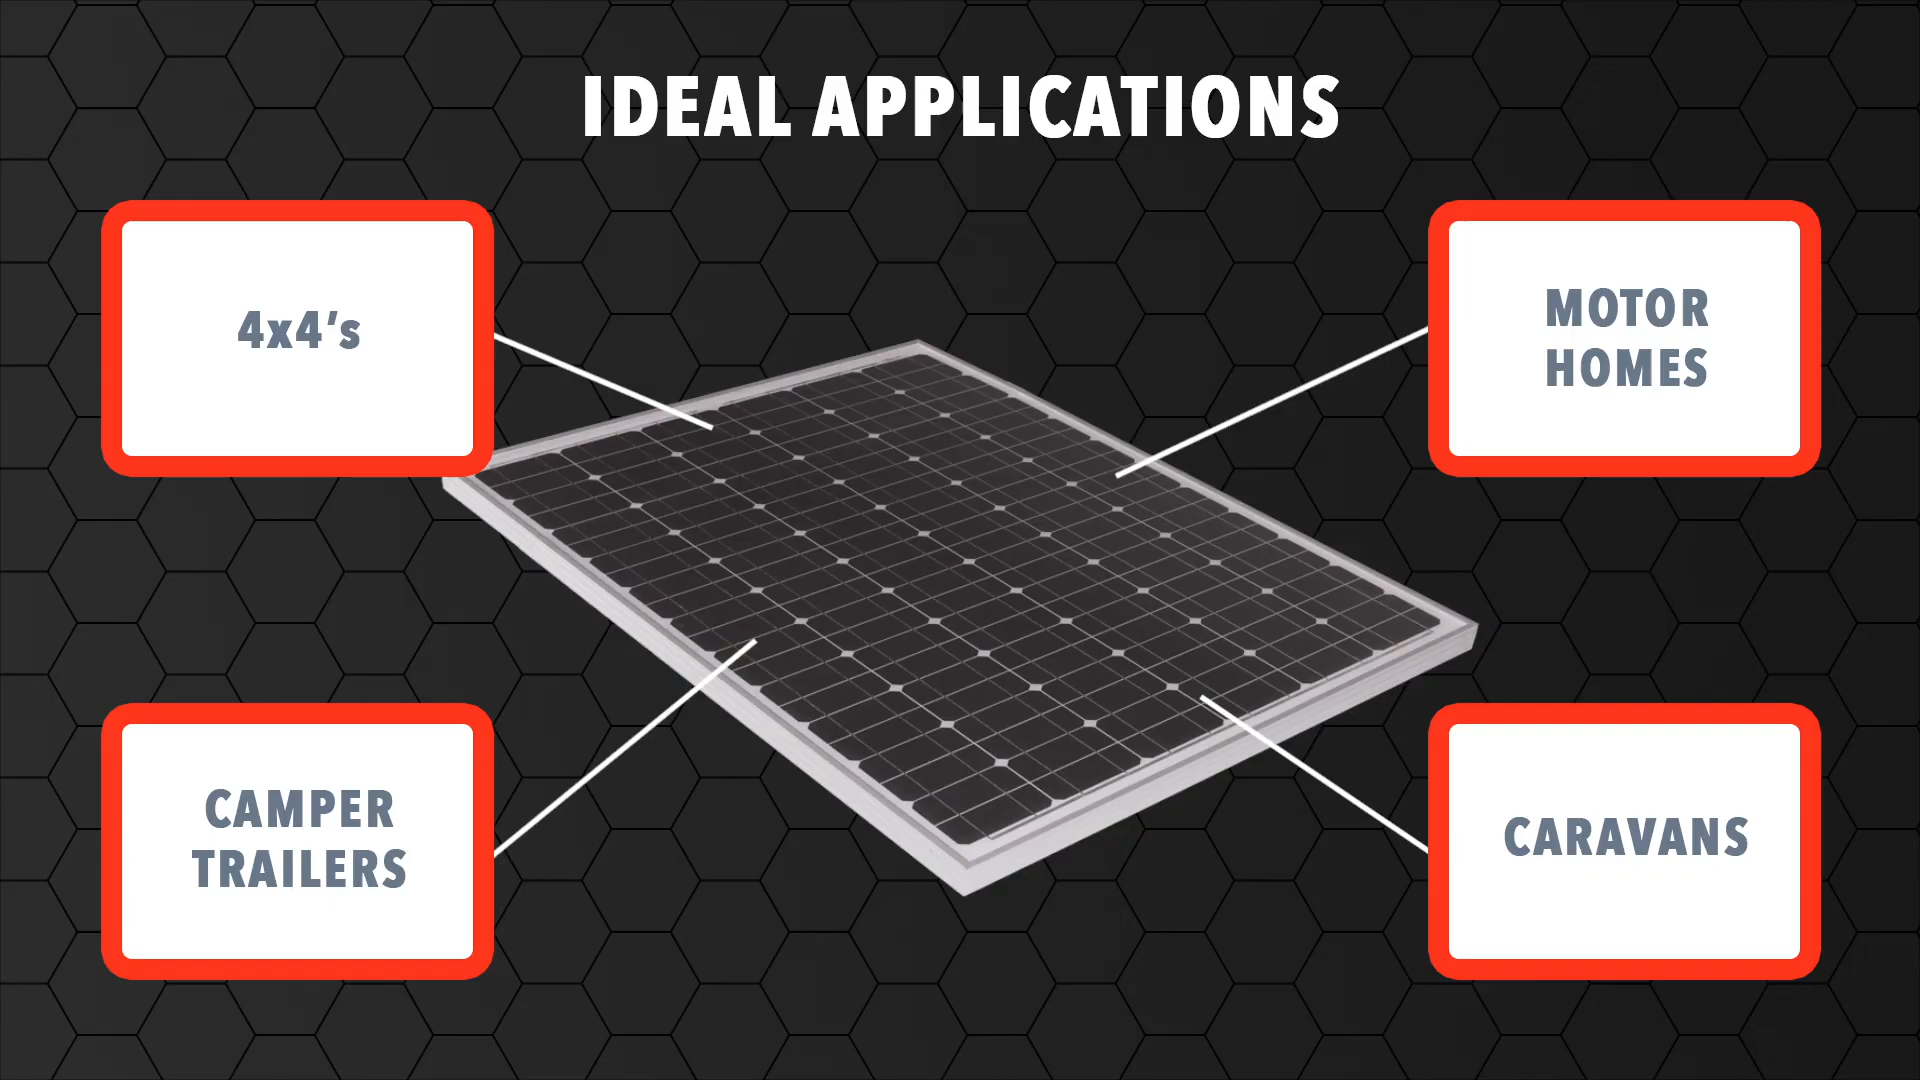 IDEAL APPLICATIONS
4x4's
MOTOR
HOMES
CAMPER
TRAILERS
CARAVANS